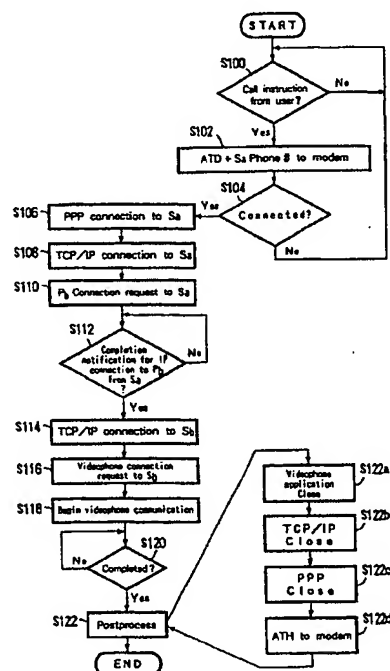 START
S100
Call instruction
from user?
No
Yes
S102
ATD + Sa Phone # to modem
S104
Connected?
Yes
No
S106
PPP connection to Sa
S108
TCP/IP connection to Sa
S110
Pb Connection request to Sa
S112
Completion
notification for IP
connection to Pb
from Sa
?
No
Yes
S114
TCP/IP connection to Sb
S116
Videophone connection
request to Sb
S118
Begin videophone communication
S120
Completed?
No
Yes
S122
Postprocess
END
S122a
Videophone
application
Close
S122b
TCP/IP
Close
S122c
PPP
Close
S122d
ATH to modem